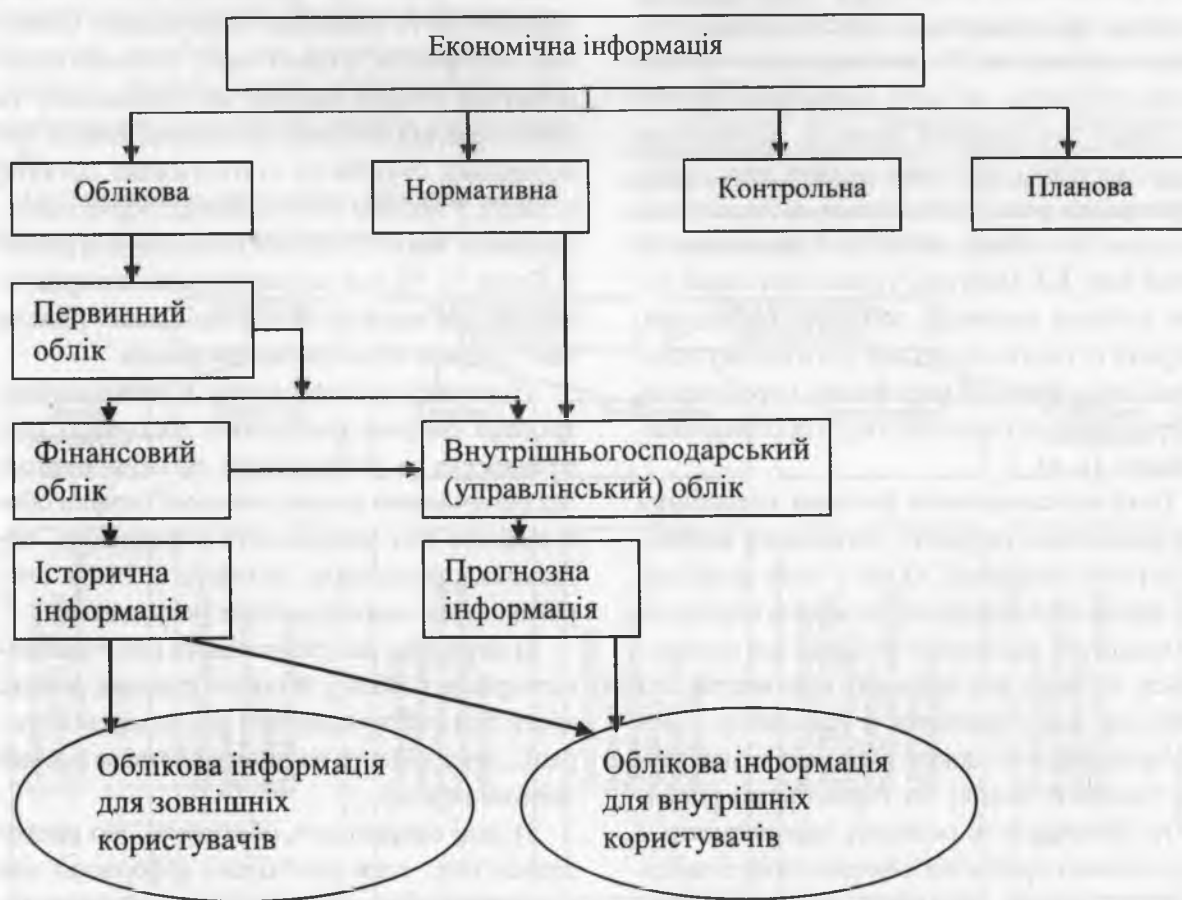 Економічна інформація
Облікова
Нормативна
Контрольна
Планова
Первинний
облік
Фінансовий
облік
Внутрішньогосподарський
(управлінський) облік
Історична
інформація
Прогнозна
інформація
Облікова інформація
для зовнішніх
користувачів
Облікова інформація
для внутрішніх
користувачів